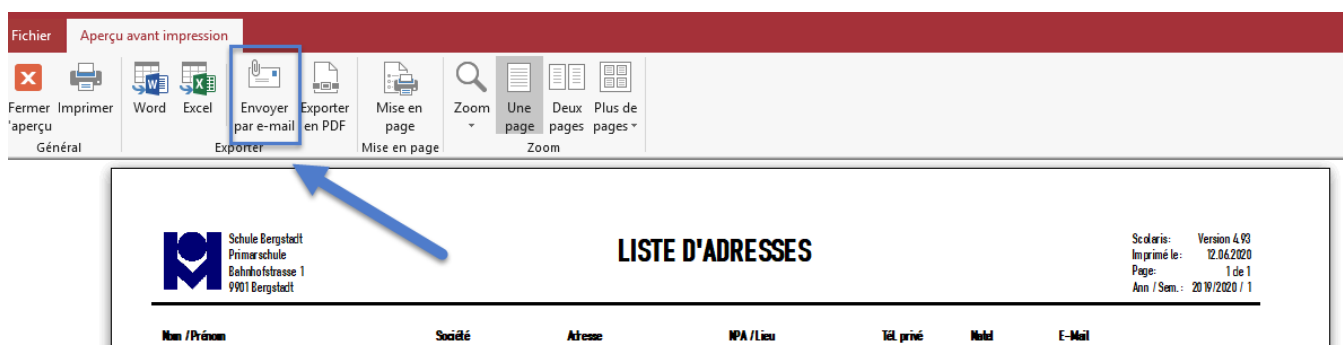 Fichier Aperçu avant impression
Fermer Imprimer Word Excel Envoyer Exporter Mise en Zoom Une Deux Plus de
'aperçu par e-mail en PDF page page pages pages
Général Exporter Mise en page Zoom
Schule Bergstadt
Primarschule
Bahnhofstrasse 1
9901 Bergstadt
LISTE D'ADRESSES
Scolaris: Version 4.93
Imprimé le: 12.06.2020
Page: 1 de 1
Ann / Sem.: 2019/2020 / 1
Nom / Prénom Société Adresse NPA / Lieu Tél. privé Natel E-Mail